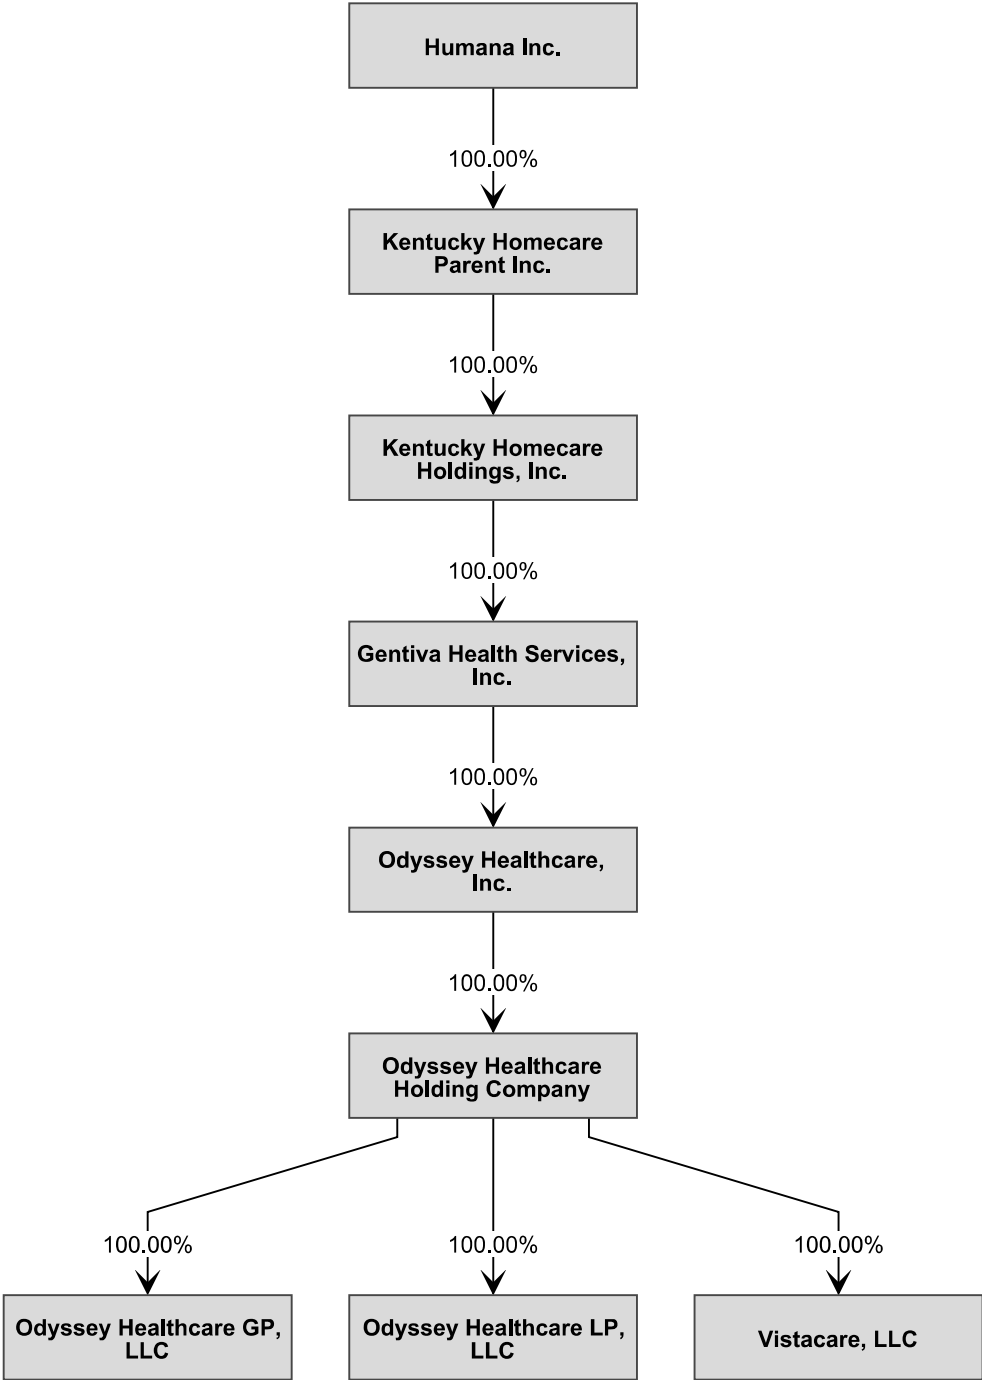 Humana Inc.
100.00%
Kentucky Homecare
Parent Inc.
100.00%
Kentucky Homecare
Holdings, Inc.
100.00%
Gentiva Health Services,
Inc.
100.00%
Odyssey Healthcare,
Inc.
100.00%
Odyssey Healthcare
Holding Company
100.00%
100.00%
100.00%
Odyssey Healthcare GP,
LLC
Odyssey Healthcare LP,
LLC
Vistacare, LLC